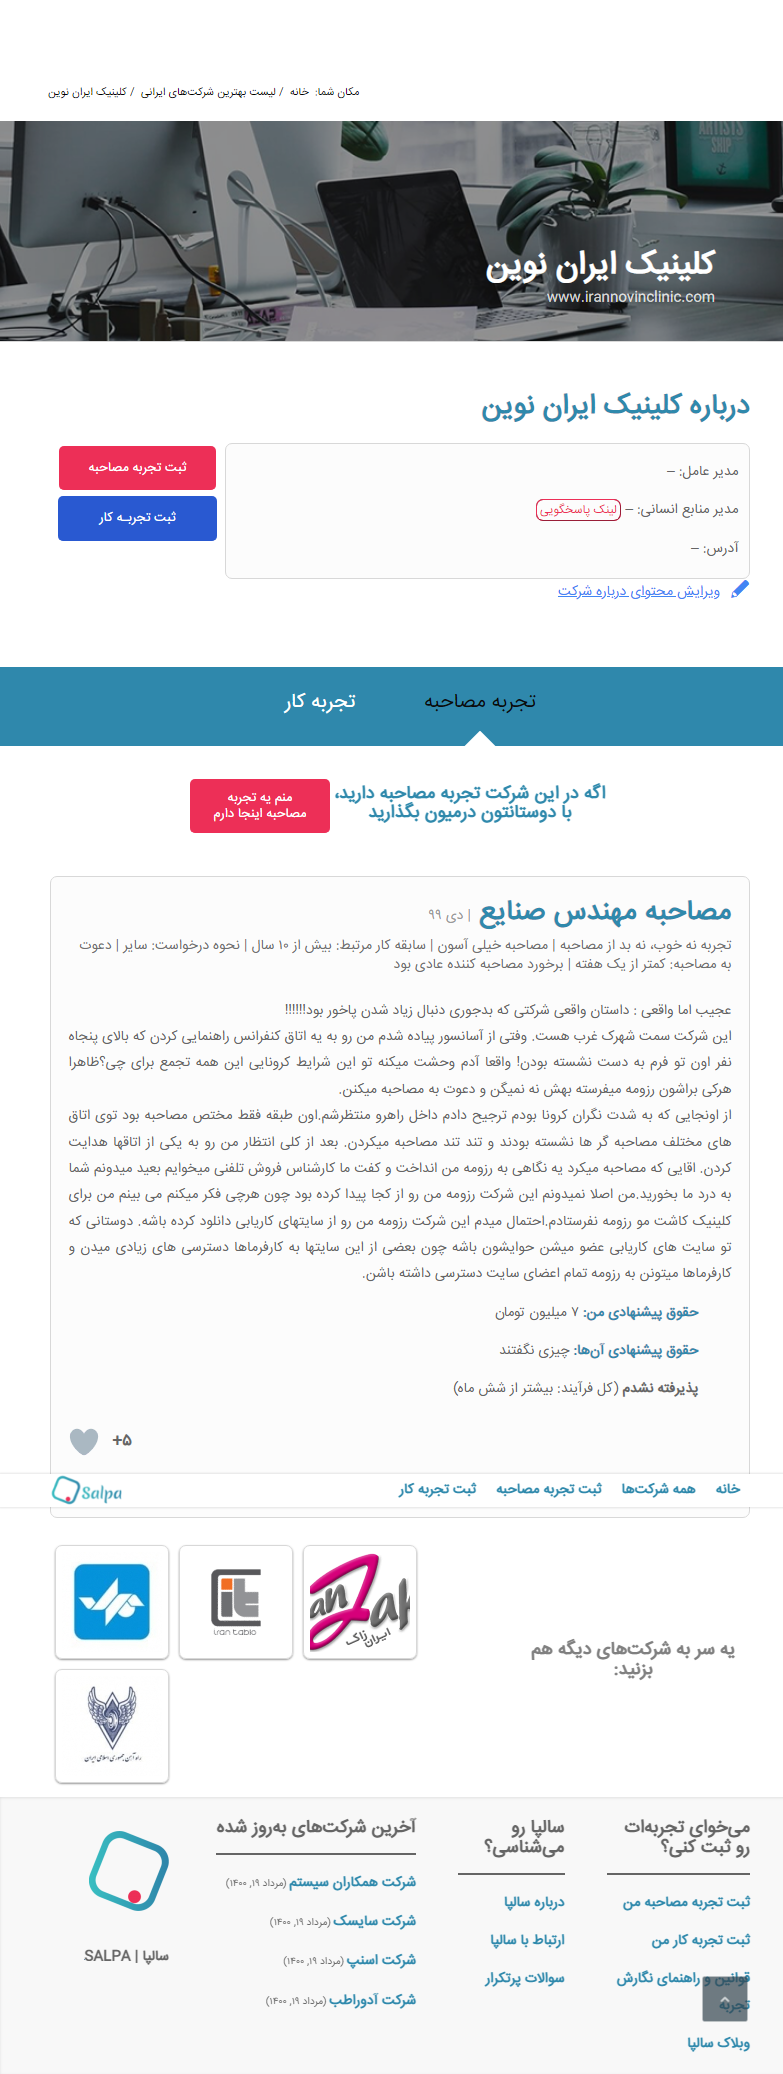 مکان شما: خانه / لیست بهترین شرکت‌های ایرانی / کلینیک ایران نوین
ARTISTS
SHIP
کلینیک ایران نوین
www.irannovinclinic.com
درباره کلینیک ایران نوین
مدیر عامل: –
مدیر منابع انسانی: – لینک پاسخگویی
آدرس: –
ثبت تجربه مصاحبه
ثبت تجربـه کار
ویرایش محتوای درباره شرکت
تجربه مصاحبه
تجربه کار
اگه در این شرکت تجربه مصاحبه دارید،
با دوستانتون درمیون بگذارید
منم یه تجربه
مصاحبه اینجا دارم
مصاحبه مهندس صنایع | دی ۹۹
تجربه نه خوب، نه بد از مصاحبه | مصاحبه خیلی آسون | سابقه کار مرتبط: بیش از ۱۰ سال | نحوه درخواست: سایر | دعوت
به مصاحبه: کمتر از یک هفته | برخورد مصاحبه کننده عادی بود
عجیب اما واقعی : داستان واقعی شرکتی که بدجوری دنبال زیاد شدن پاخور بود!!!!!!
این شرکت سمت شهرک غرب هست. وقتی از آسانسور پیاده شدم من رو به یه اتاق کنفرانس راهنمایی کردن که بالای پنجاه
نفر اون تو فرم به دست نشسته بودن! واقعا آدم وحشت میکنه تو این شرایط کرونایی این همه تجمع برای چی؟ظاهرا
هرکی براشون رزومه میفرسته بهش نه نمیگن و دعوت به مصاحبه میکنن.
از اونجایی که به شدت نگران کرونا بودم ترجیح دادم داخل راهرو منتظرشم.اون طبقه فقط مختص مصاحبه بود توی اتاق
های مختلف مصاحبه گر ها نشسته بودند و تند تند مصاحبه میکردن. بعد از کلی انتظار من رو به یکی از اتاقها هدایت
کردن. اقایی که مصاحبه میکرد یه نگاهی به رزومه من انداخت و گفت ما کارشناس فروش تلفنی میخوایم بعید میدونم شما
به درد ما بخورید.من اصلا نمیدونم این شرکت رزومه من رو از کجا پیدا کرده بود چون هرچی فکر میکنم می بینم من برای
کلینیک کاشت مو رزومه نفرستادم.احتمال میدم این شرکت رزومه من رو از سایتهای کاریابی دانلود کرده باشه. دوستانی که
تو سایت های کاریابی عضو میشن حوایشون باشه چون بعضی از این سایتها به کارفرماها دسترسی های زیادی میدن و
کارفرماها میتونن به رزومه تمام اعضای سایت دسترسی داشته باشن.
حقوق پیشنهادی من: ۷ میلیون تومان
حقوق پیشنهادی آن‌ها: چیزی نگفتند
پذیرفته نشدم (کل فرآیند: بیشتر از شش ماه)
+۵
خانه
همه شرکت‌ها
ثبت تجربه مصاحبه
ثبت تجربه کار
Salpa
یه سر به شرکت‌های دیگه هم
بزنید:
ایران زاک
it
iran tablo
راه آهن جمهوری اسلامی ایران
می‌خوای تجربه‌ات
رو ثبت کنی؟
ثبت تجربه مصاحبه من
ثبت تجربه کار من
قوانین و راهنمای نگارش
تجربه
وبلاگ سالپا
سالپا رو
می‌شناسی؟
درباره سالپا
ارتباط با سالپا
سوالات پرتکرار
آخرین شرکت‌های به‌روز شده
شرکت همکاران سیستم (مرداد ۱۹, ۱۴۰۰)
شرکت سایسک (مرداد ۱۹, ۱۴۰۰)
شرکت اسنپ (مرداد ۱۹, ۱۴۰۰)
شرکت آدوراطب (مرداد ۱۹, ۱۴۰۰)
سالپا | SALPA